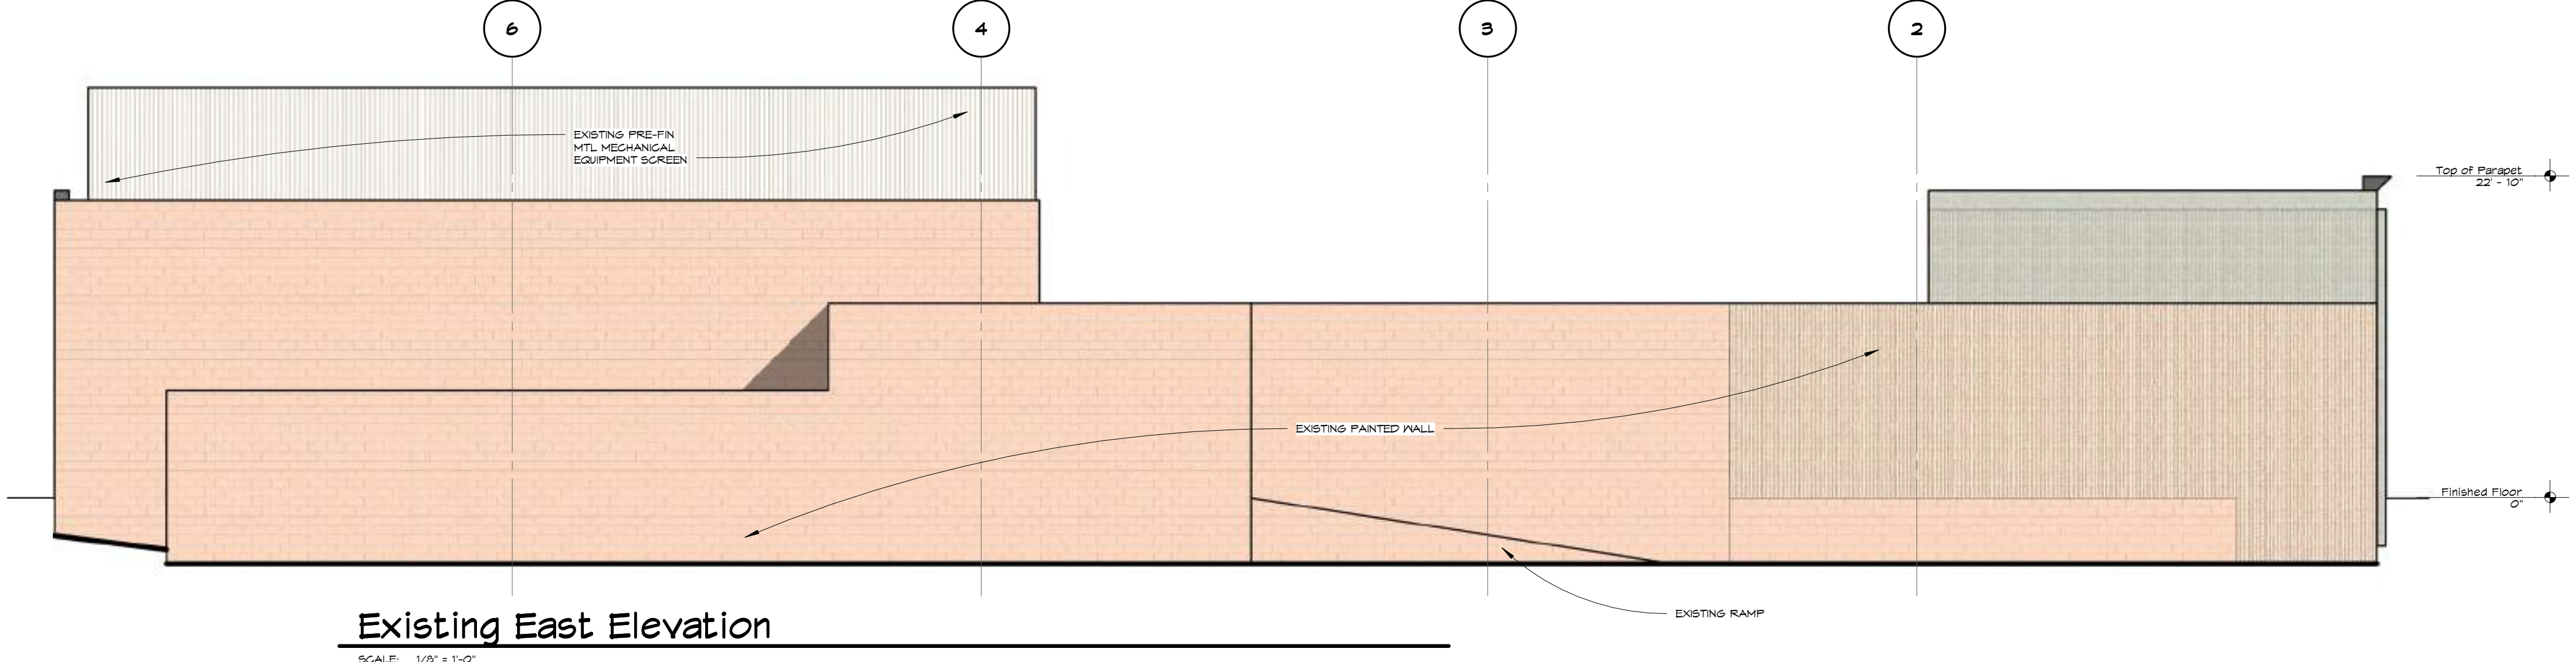 6
4
3
2
EXISTING PRE-FIN
MTL MECHANICAL
EQUIPMENT SCREEN
Top of Parapet
22' - 10"
EXISTING PAINTED WALL
Finished Floor
0"
EXISTING RAMP
Existing East Elevation
SCALE: 1/8" = 1'-0"